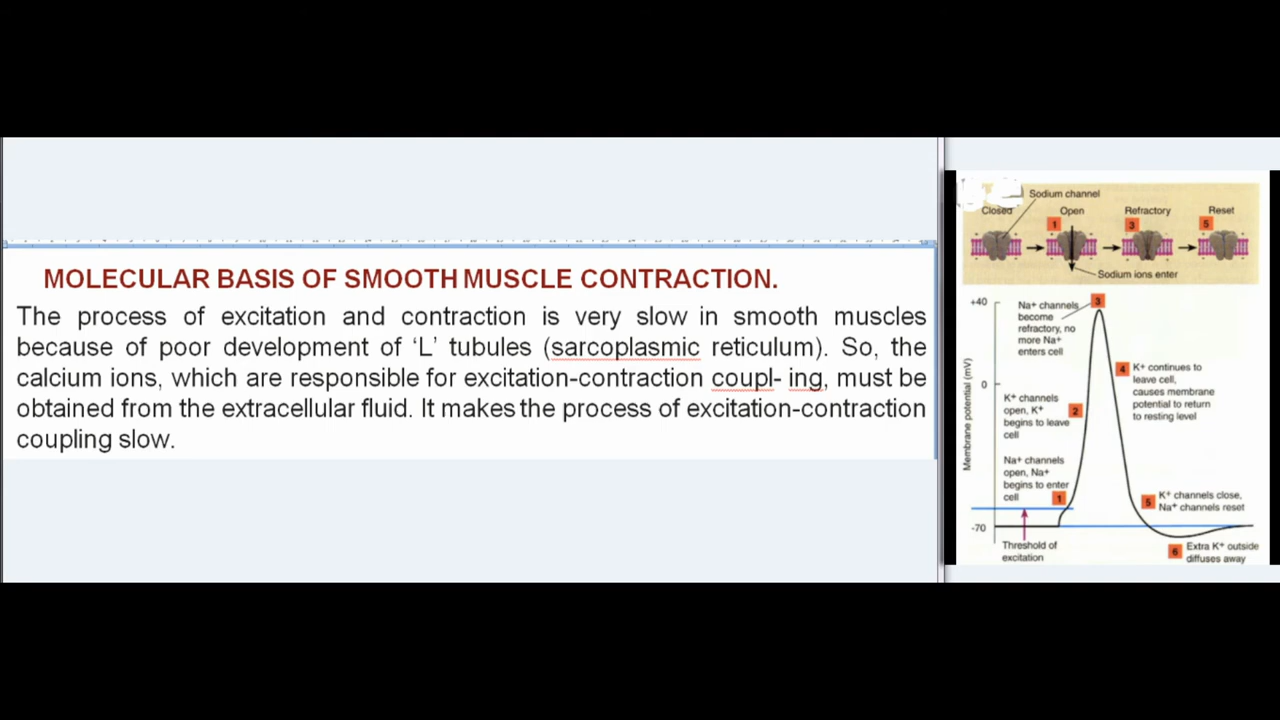 MOLECULAR BASIS OF SMOOTH MUSCLE CONTRACTION.
The process of excitation and contraction is very slow in smooth muscles
because of poor development of ‘L’ tubules (sarcoplasmic reticulum). So, the
calcium ions, which are responsible for excitation-contraction coupl- ing, must be
obtained from the extracellular fluid. It makes the process of excitation-contraction
coupling slow.
Sodium channel
Closed
Open
Refractory
Reset
1
3
5
Sodium ions enter
+40
0
-70
Membrane potential (mV)
Na+ channels
become
refractory, no
more Na+
enters cell
3
4
K+ continues to
leave cell,
causes membrane
potential to return
to resting level
K+ channels
open, K+
begins to leave
cell
2
Na+ channels
open, Na+
begins to enter
cell
1
5
K+ channels close,
Na+ channels reset
Threshold of
excitation
6
Extra K+ outside
diffuses away